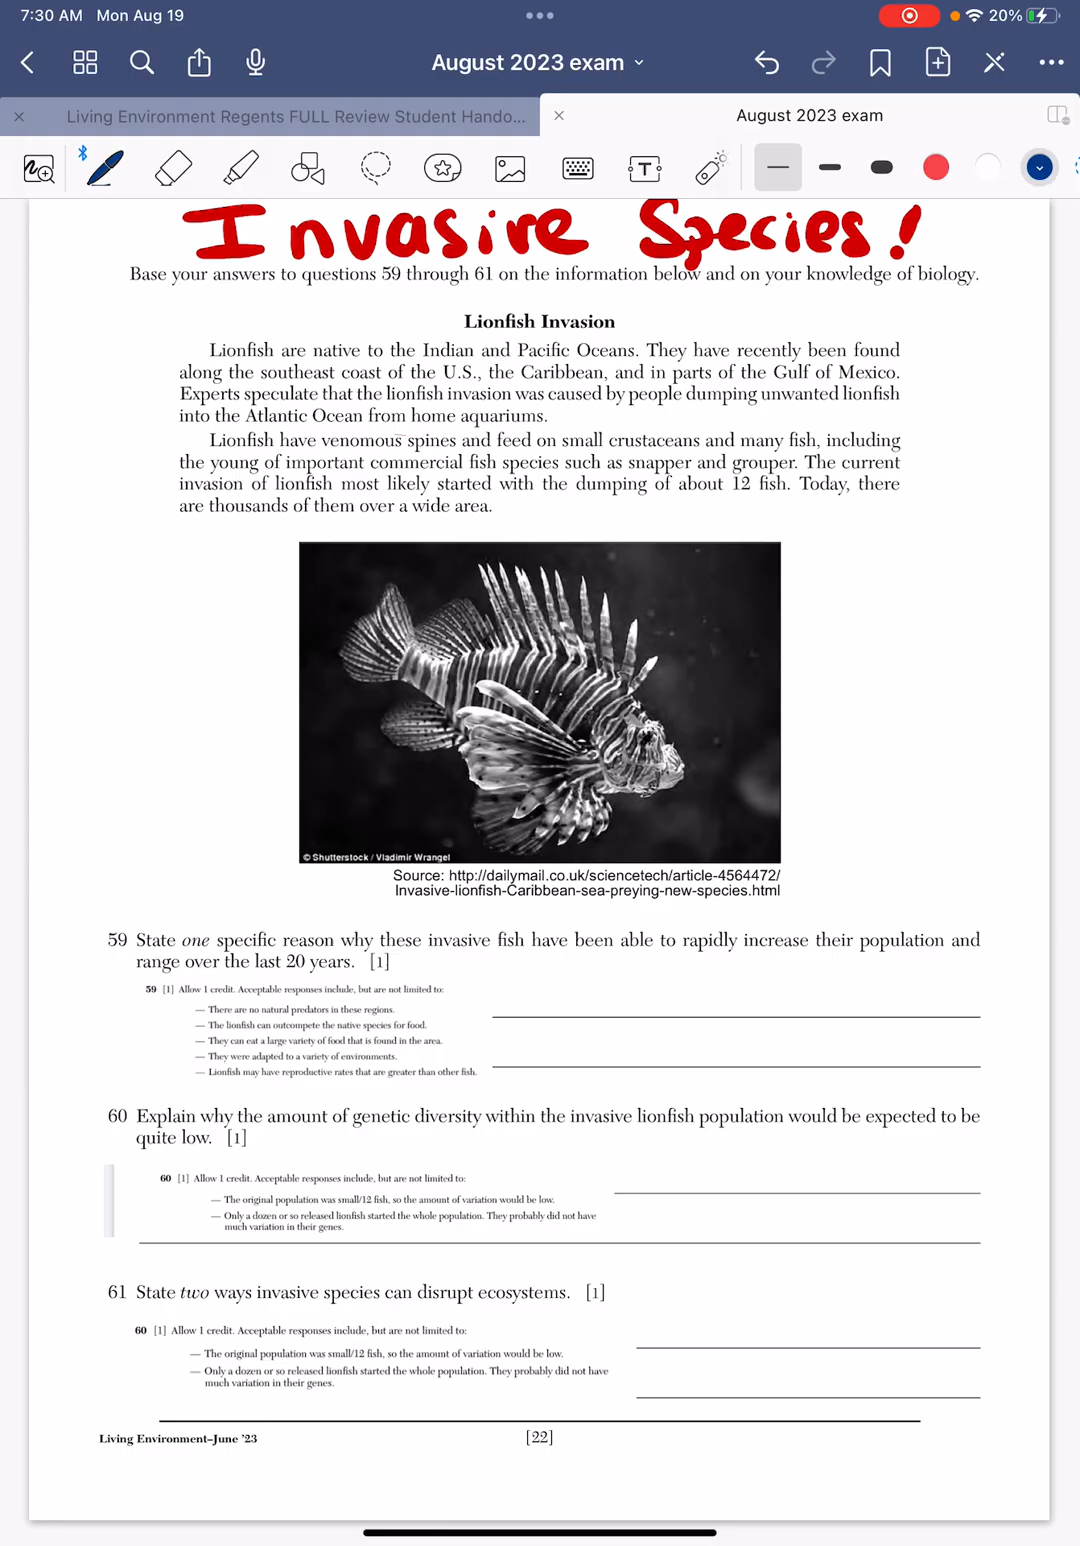 7:30 AM Mon Aug 19
20%
August 2023 exam
Living Environment Regents FULL Review Student Hando...
August 2023 exam
Invasive Species!
Base your answers to questions 59 through 61 on the information below and on your knowledge of biology.
Lionfish Invasion
Lionfish are native to the Indian and Pacific Oceans. They have recently been found
along the southeast coast of the U.S., the Caribbean, and in parts of the Gulf of Mexico.
Experts speculate that the lionfish invasion was caused by people dumping unwanted lionfish
into the Atlantic Ocean from home aquariums.
Lionfish have venomous spines and feed on small crustaceans and many fish, including
the young of important commercial fish species such as snapper and grouper. The current
invasion of lionfish most likely started with the dumping of about 12 fish. Today, there
are thousands of them over a wide area.
© Shutterstock / Vladimir Wrangel
Source: http://dailymail.co.uk/sciencetech/article-4564472/
Invasive-lionfish-Caribbean-sea-preying-new-species.html
59 State one specific reason why these invasive fish have been able to rapidly increase their population and
range over the last 20 years. [1]
59 [1] Allow 1 credit. Acceptable responses include, but are not limited to:
— There are no natural predators in these regions.
— The lionfish can outcompete the native species for food.
— They can eat a large variety of food that is found in the area.
— They were adapted to a variety of environments.
— Lionfish may have reproductive rates that are greater than other fish.
60 Explain why the amount of genetic diversity within the invasive lionfish population would be expected to be
quite low. [1]
60 [1] Allow 1 credit. Acceptable responses include, but are not limited to:
— The original population was small/12 fish, so the amount of variation would be low.
— Only a dozen or so released lionfish started the whole population. They probably did not have
much variation in their genes.
61 State two ways invasive species can disrupt ecosystems. [1]
60 [1] Allow 1 credit. Acceptable responses include, but are not limited to:
— The original population was small/12 fish, so the amount of variation would be low.
— Only a dozen or so released lionfish started the whole population. They probably did not have
much variation in their genes.
Living Environment–June ’23
[22]